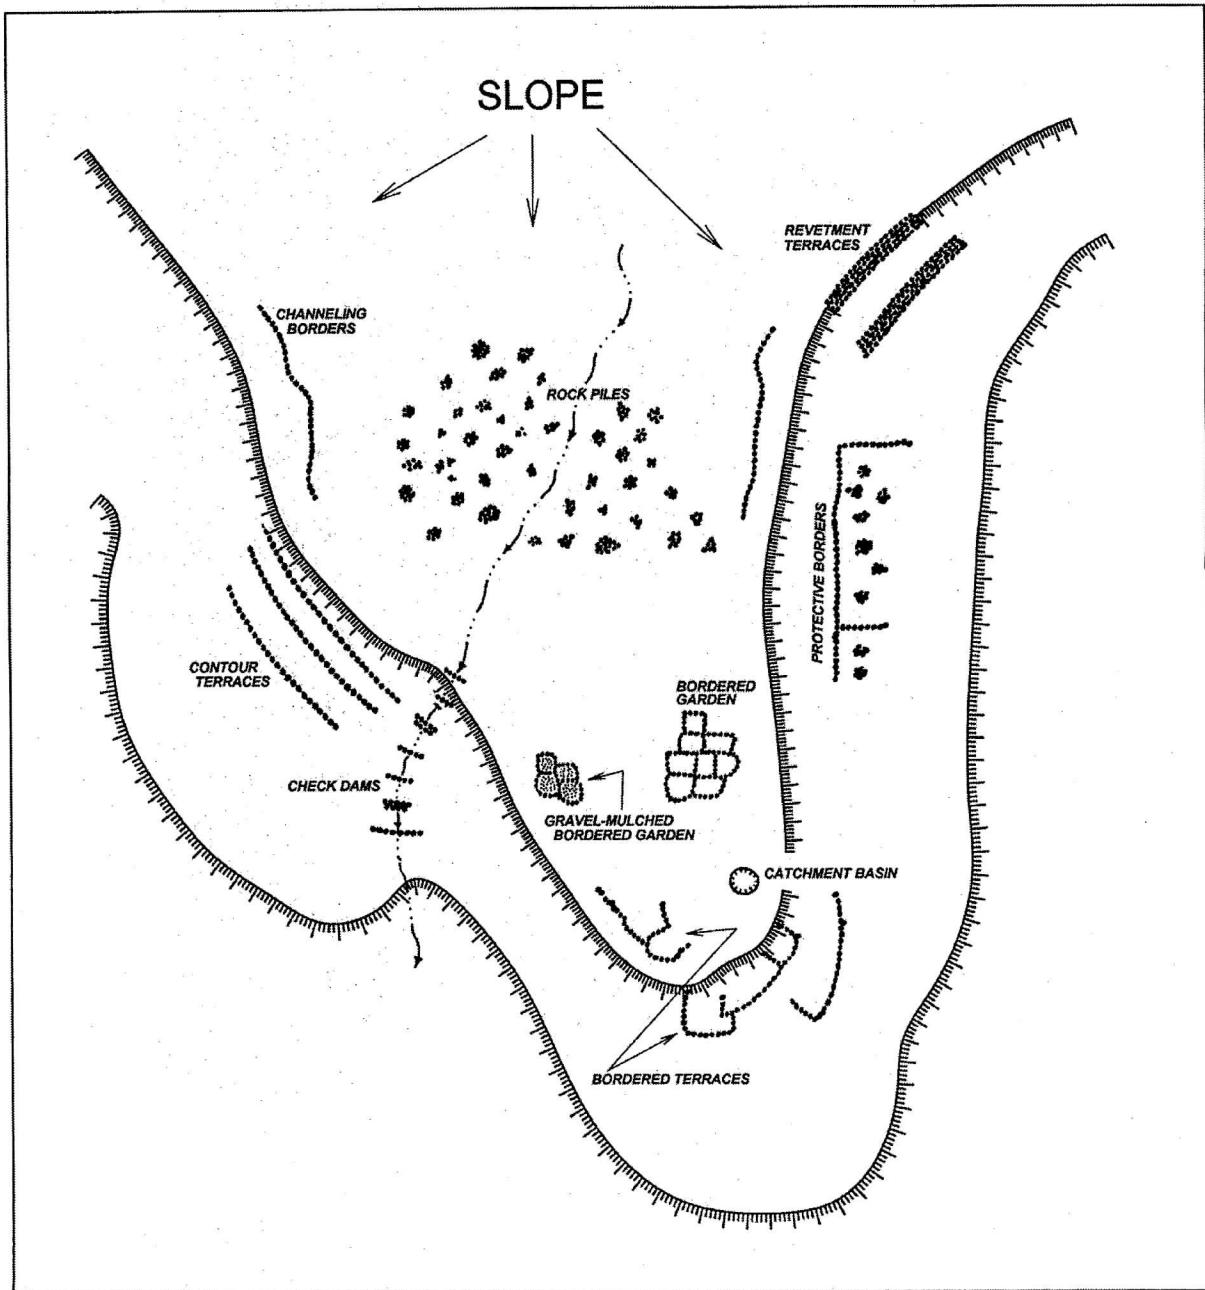 SLOPE
REVETMENT
TERRACES
CHANNELING
BORDERS
ROCK PILES
PROTECTIVE BORDERS
CONTOUR
TERRACES
BORDERED
GARDEN
CHECK DAMS
GRAVEL-MULCHED
BORDERED GARDEN
CATCHMENT BASIN
BORDERED TERRACES